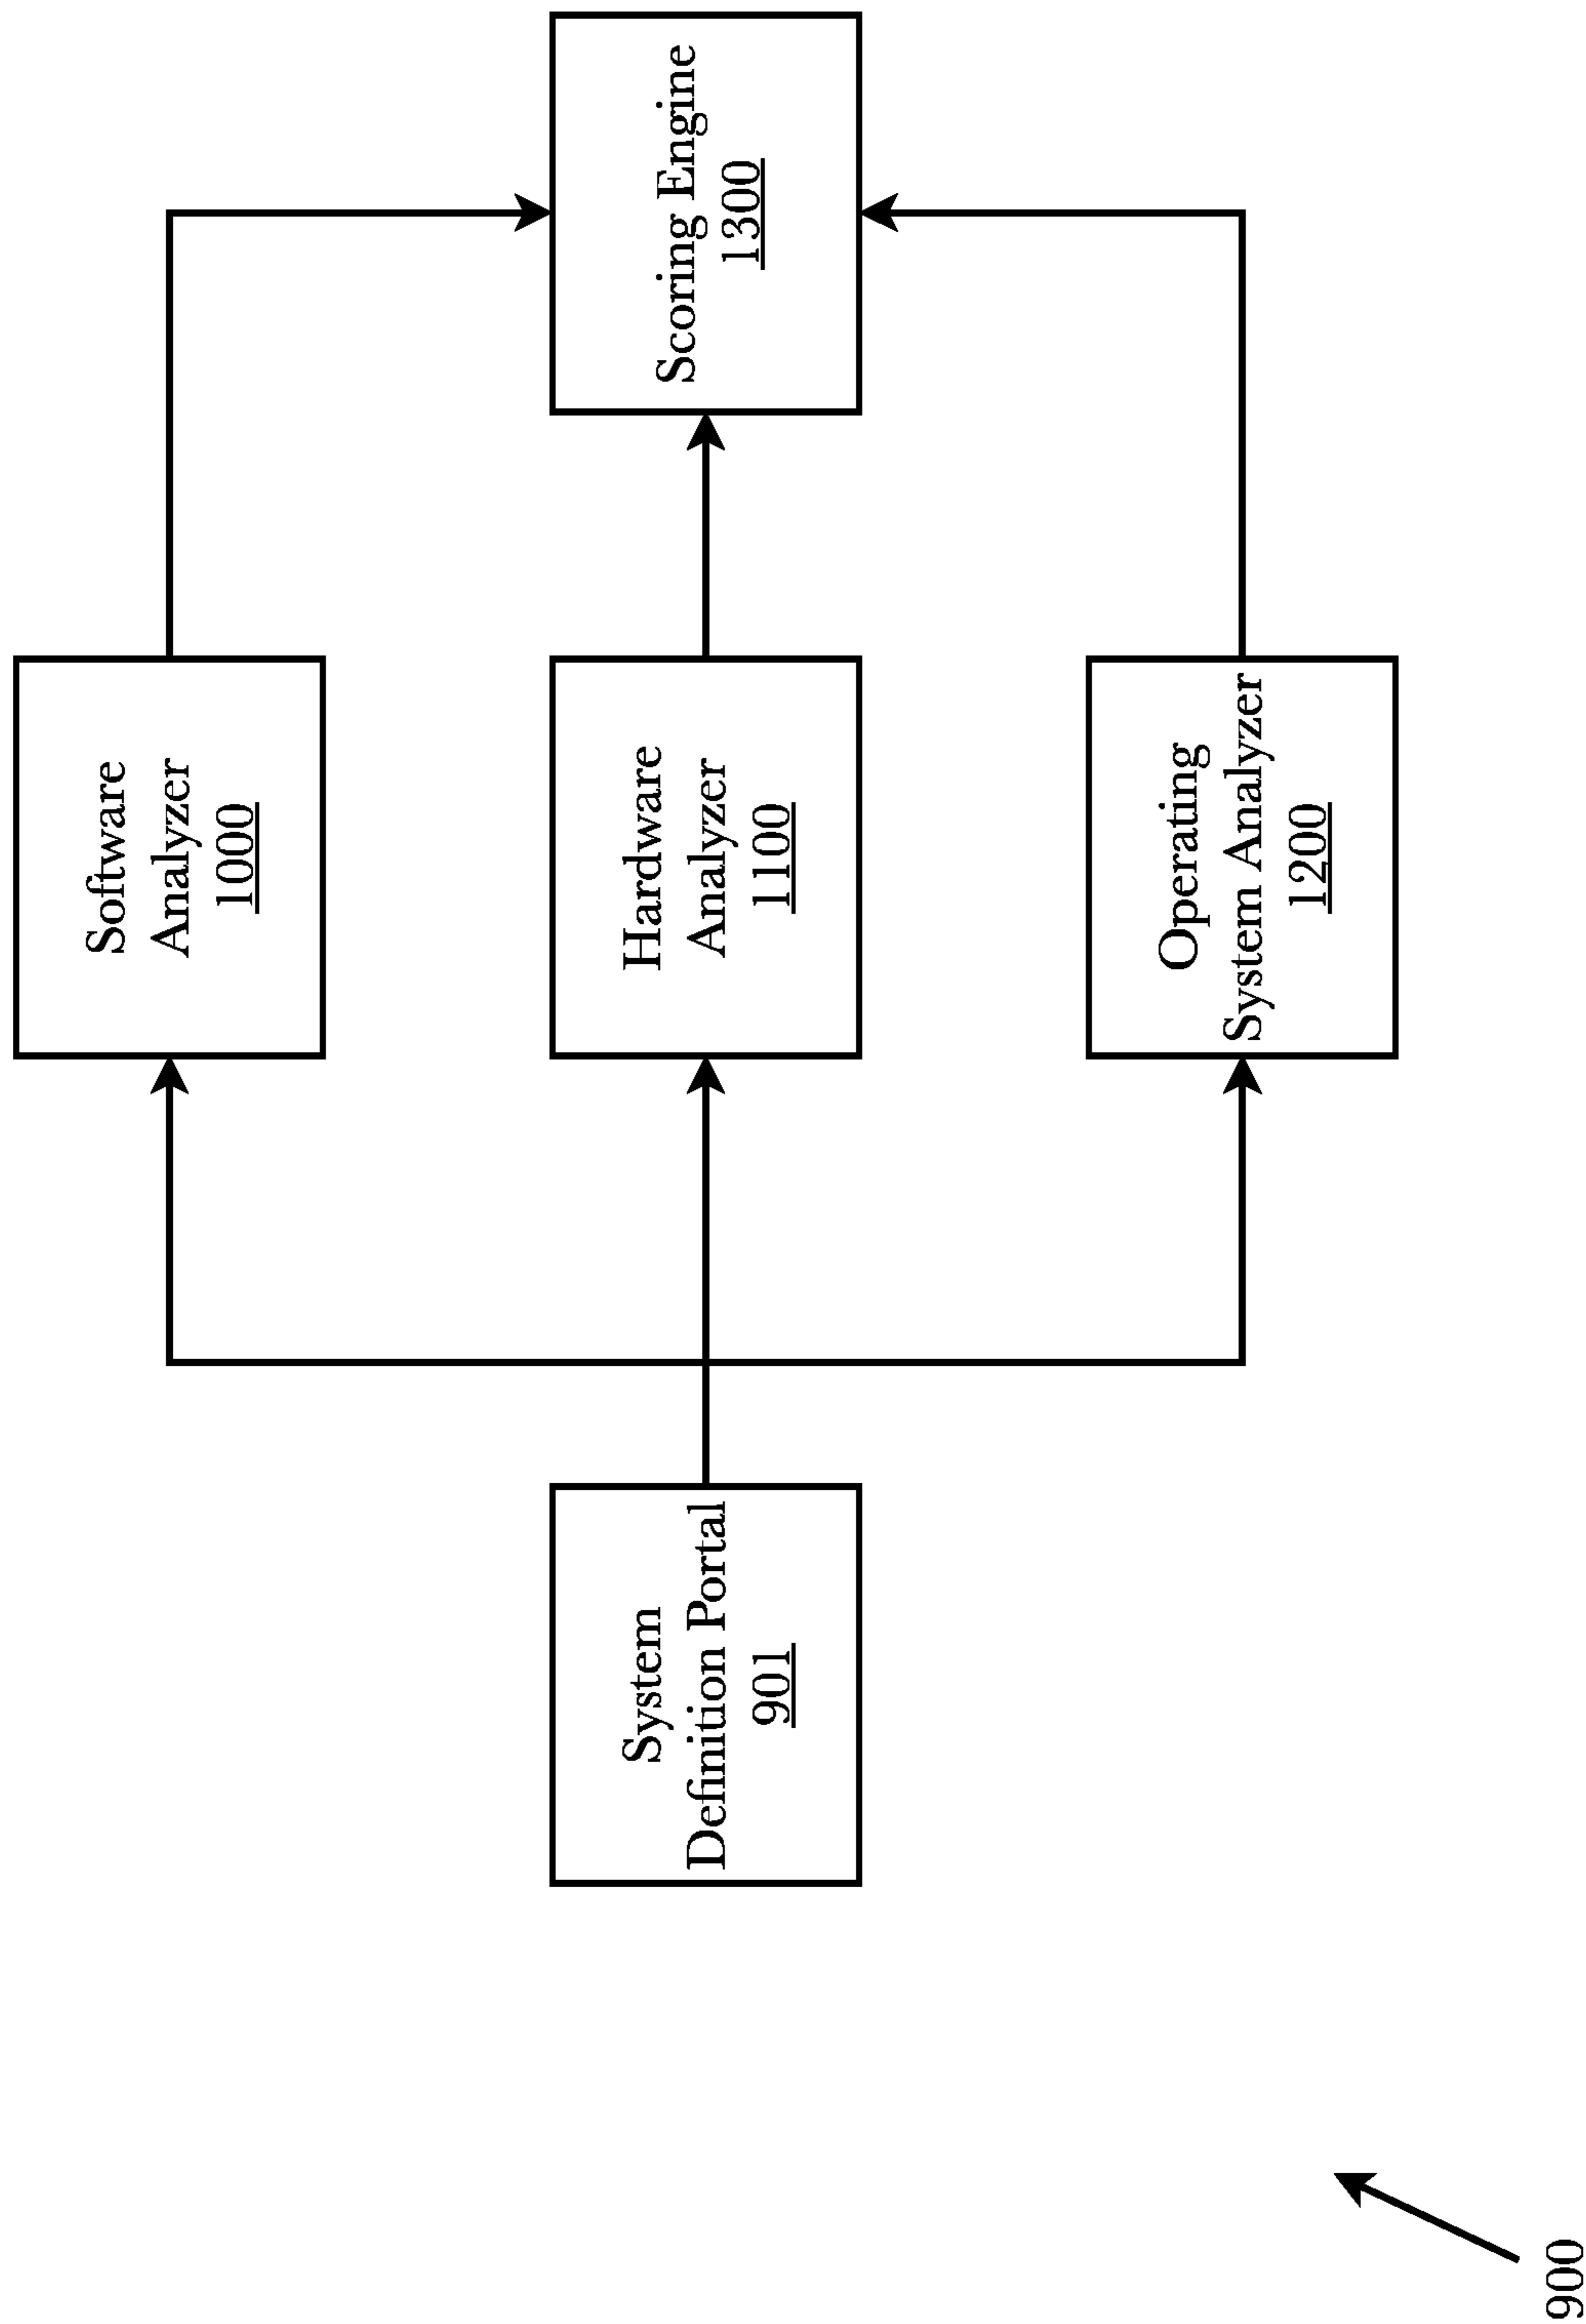 System
Definition Portal
901
Software
Analyzer
1000
Hardware
Analyzer
1100
Operating
System Analyzer
1200
Scoring Engine
1300
900